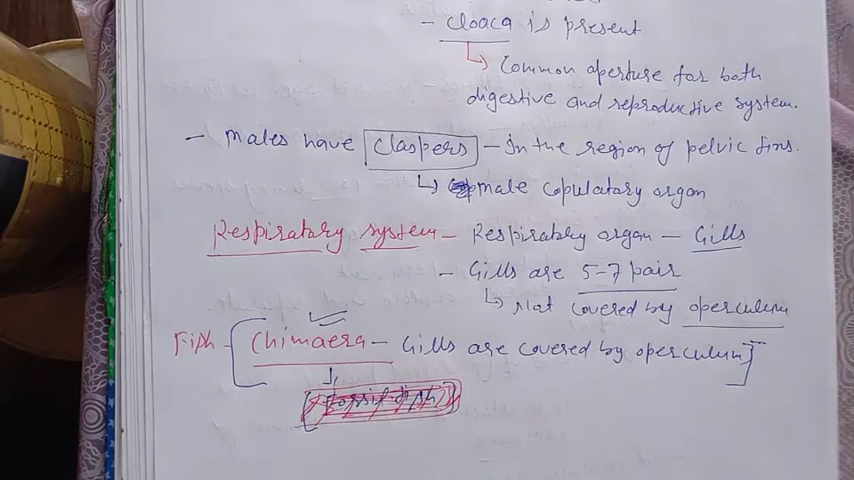 - Cloaca is present
↳ Common aperture for both
digestive and reproductive system.
- Males have Claspers - In the region of pelvic fins.
↳ male copulatory organ
Respiratory system - Respiratory organ - Gills
- Gills are 5-7 pair
↳ Not covered by operculum
Fish - [Chimaera - Gills are covered by operculum]